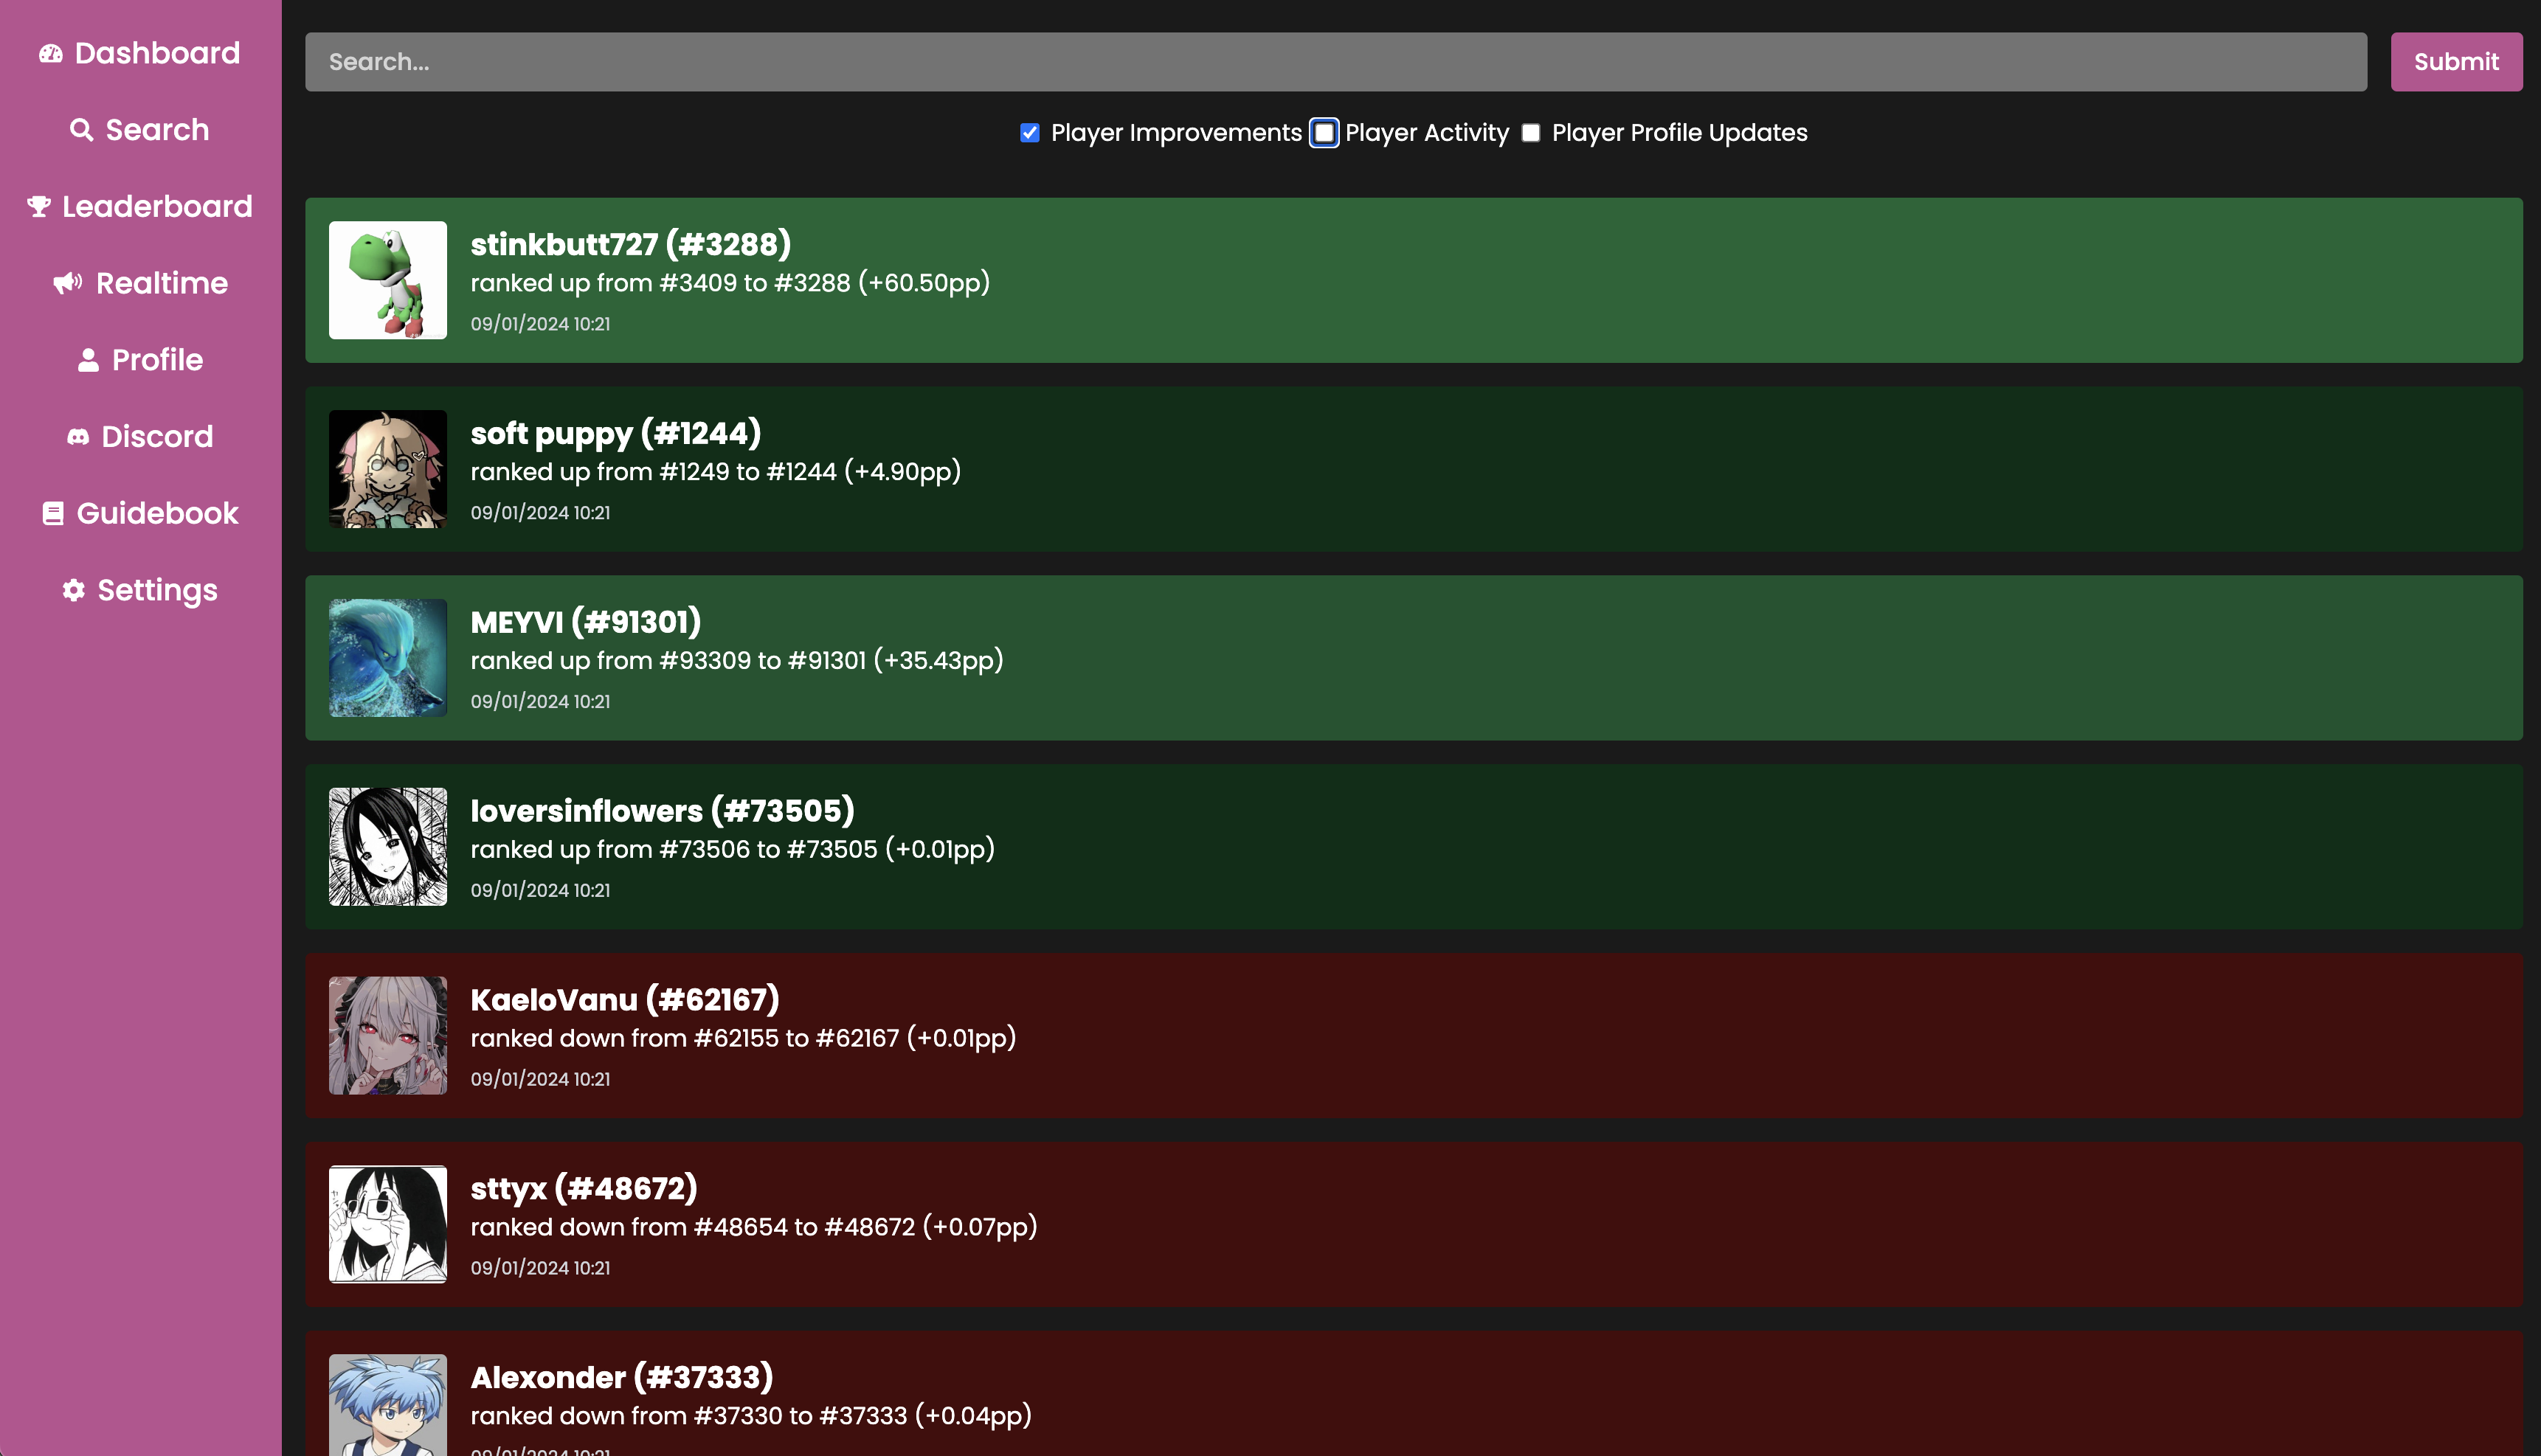 Dashboard
Search
Leaderboard
Realtime
Profile
Discord
Guidebook
Settings
Search...
Submit
Player Improvements Player Activity Player Profile Updates
stinkbutt727 (#3288)
ranked up from #3409 to #3288 (+60.50pp)
09/01/2024 10:21
soft puppy (#1244)
ranked up from #1249 to #1244 (+4.90pp)
09/01/2024 10:21
MEYVI (#91301)
ranked up from #93309 to #91301 (+35.43pp)
09/01/2024 10:21
loversinflowers (#73505)
ranked up from #73506 to #73505 (+0.01pp)
09/01/2024 10:21
KaeloVanu (#62167)
ranked down from #62155 to #62167 (+0.01pp)
09/01/2024 10:21
sttyx (#48672)
ranked down from #48654 to #48672 (+0.07pp)
09/01/2024 10:21
Alexonder (#37333)
ranked down from #37330 to #37333 (+0.04pp)